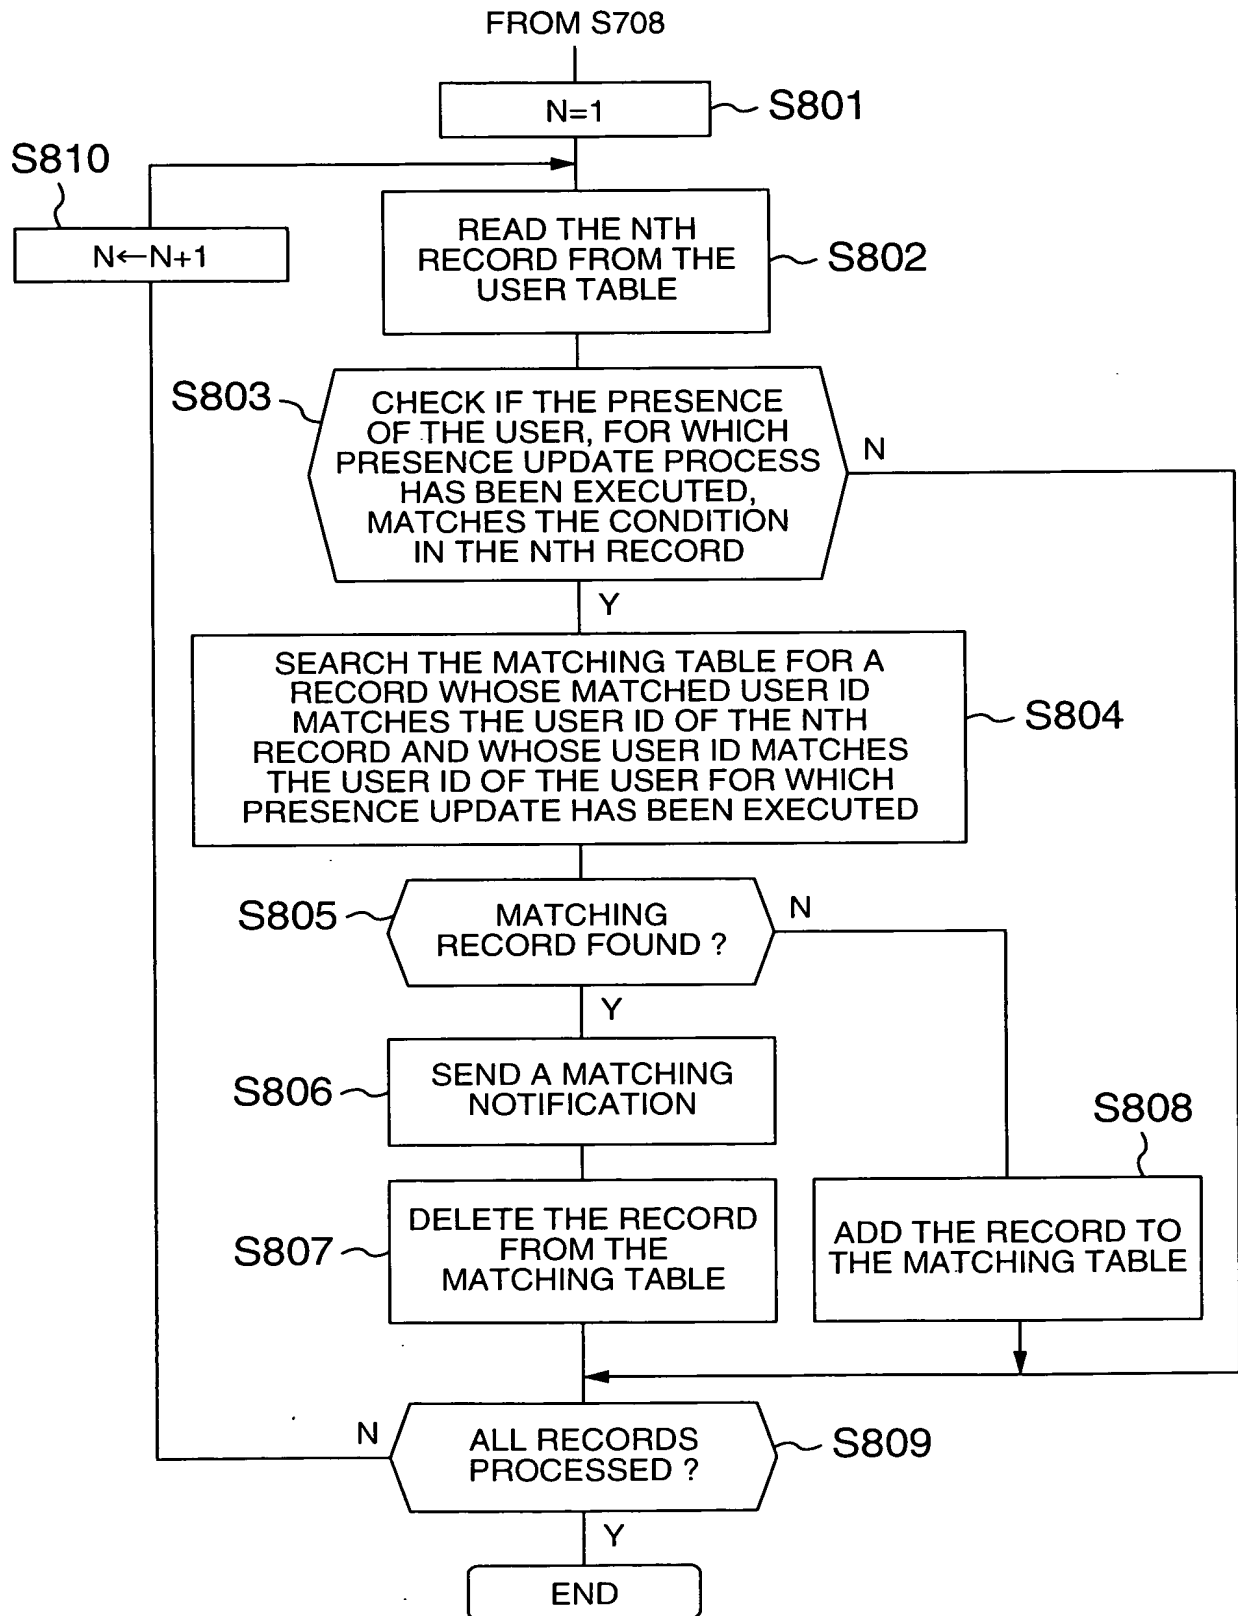 FROM S708
N=1
S801
S810
N←N+1
READ THE NTH
RECORD FROM THE
USER TABLE
S802
S803
CHECK IF THE PRESENCE
OF THE USER, FOR WHICH
PRESENCE UPDATE PROCESS
HAS BEEN EXECUTED,
MATCHES THE CONDITION
IN THE NTH RECORD
N
Y
SEARCH THE MATCHING TABLE FOR A
RECORD WHOSE MATCHED USER ID
MATCHES THE USER ID OF THE NTH
RECORD AND WHOSE USER ID MATCHES
THE USER ID OF THE USER FOR WHICH
PRESENCE UPDATE HAS BEEN EXECUTED
S804
S805
MATCHING
RECORD FOUND ?
N
Y
S806
SEND A MATCHING
NOTIFICATION
S808
S807
DELETE THE RECORD
FROM THE
MATCHING TABLE
ADD THE RECORD TO
THE MATCHING TABLE
N
ALL RECORDS
PROCESSED ?
S809
Y
END